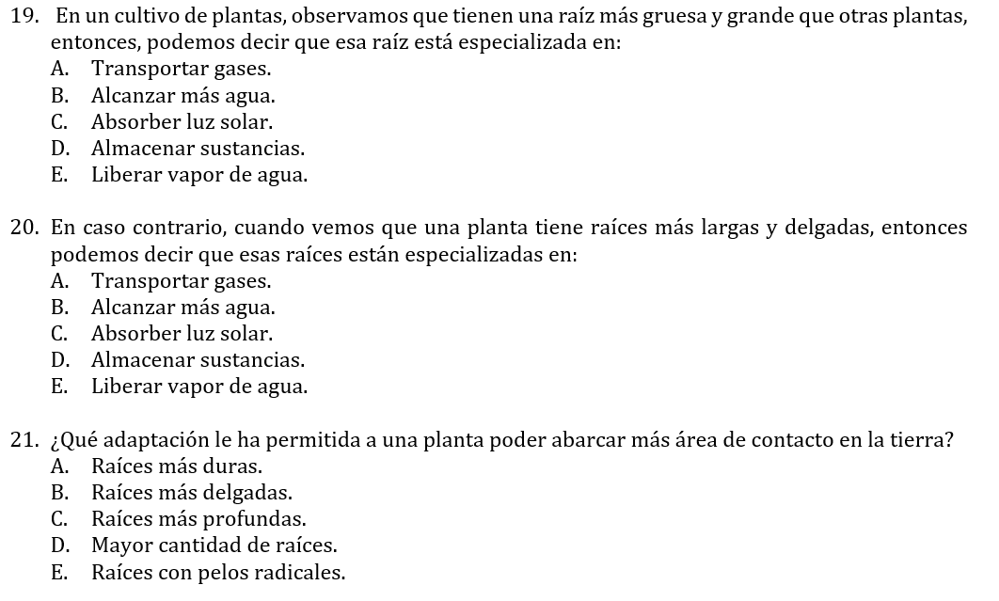 19. En un cultivo de plantas, observamos que tienen una raíz más gruesa y grande que otras plantas,
entonces, podemos decir que esa raíz está especializada en:
A. Transportar gases.
B. Alcanzar más agua.
C. Absorber luz solar.
D. Almacenar sustancias.
E. Liberar vapor de agua.
20. En caso contrario, cuando vemos que una planta tiene raíces más largas y delgadas, entonces
podemos decir que esas raíces están especializadas en:
A. Transportar gases.
B. Alcanzar más agua.
C. Absorber luz solar.
D. Almacenar sustancias.
E. Liberar vapor de agua.
21. ¿Qué adaptación le ha permitida a una planta poder abarcar más área de contacto en la tierra?
A. Raíces más duras.
B. Raíces más delgadas.
C. Raíces más profundas.
D. Mayor cantidad de raíces.
E. Raíces con pelos radicales.